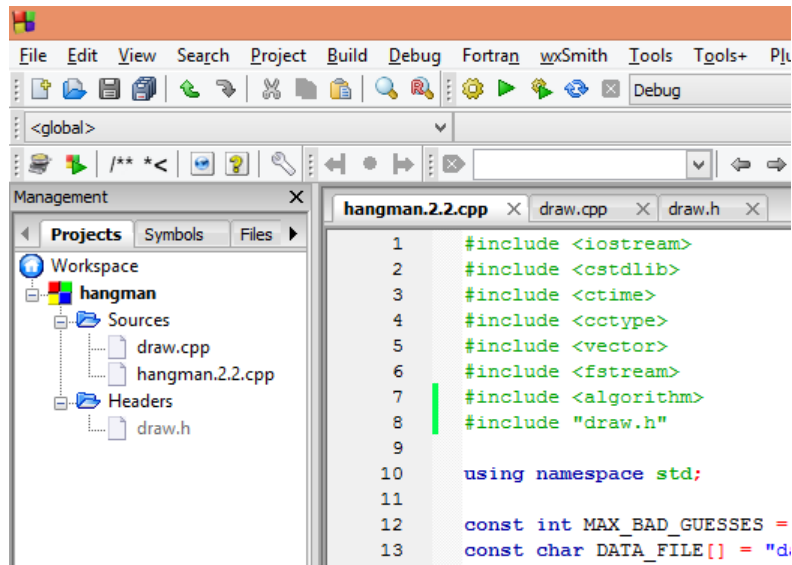 File Edit View Search Project Build Debug Fortran wxSmith Tools Tools+
Debug
<global>
/** *<
Management
Projects Symbols Files
Workspace
hangman
Sources
draw.cpp
hangman.2.2.cpp
Headers
draw.h
hangman.2.2.cpp draw.cpp draw.h
1 #include <iostream>
2 #include <cstdlib>
3 #include <ctime>
4 #include <cctype>
5 #include <vector>
6 #include <fstream>
7 #include <algorithm>
8 #include "draw.h"
9
10 using namespace std;
11
12 const int MAX_BAD_GUESSES =
13 const char DATA_FILE[] =